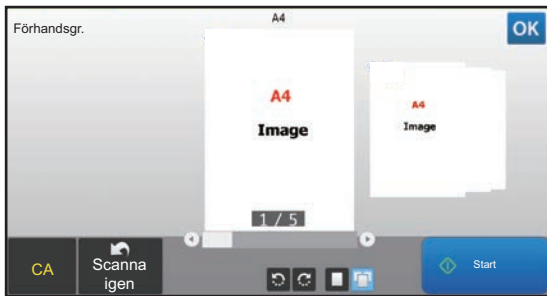 Förhandsgr.
A4
OK
A4
Image
A4
Image
1 / 5
CA
Scanna
igen
Start